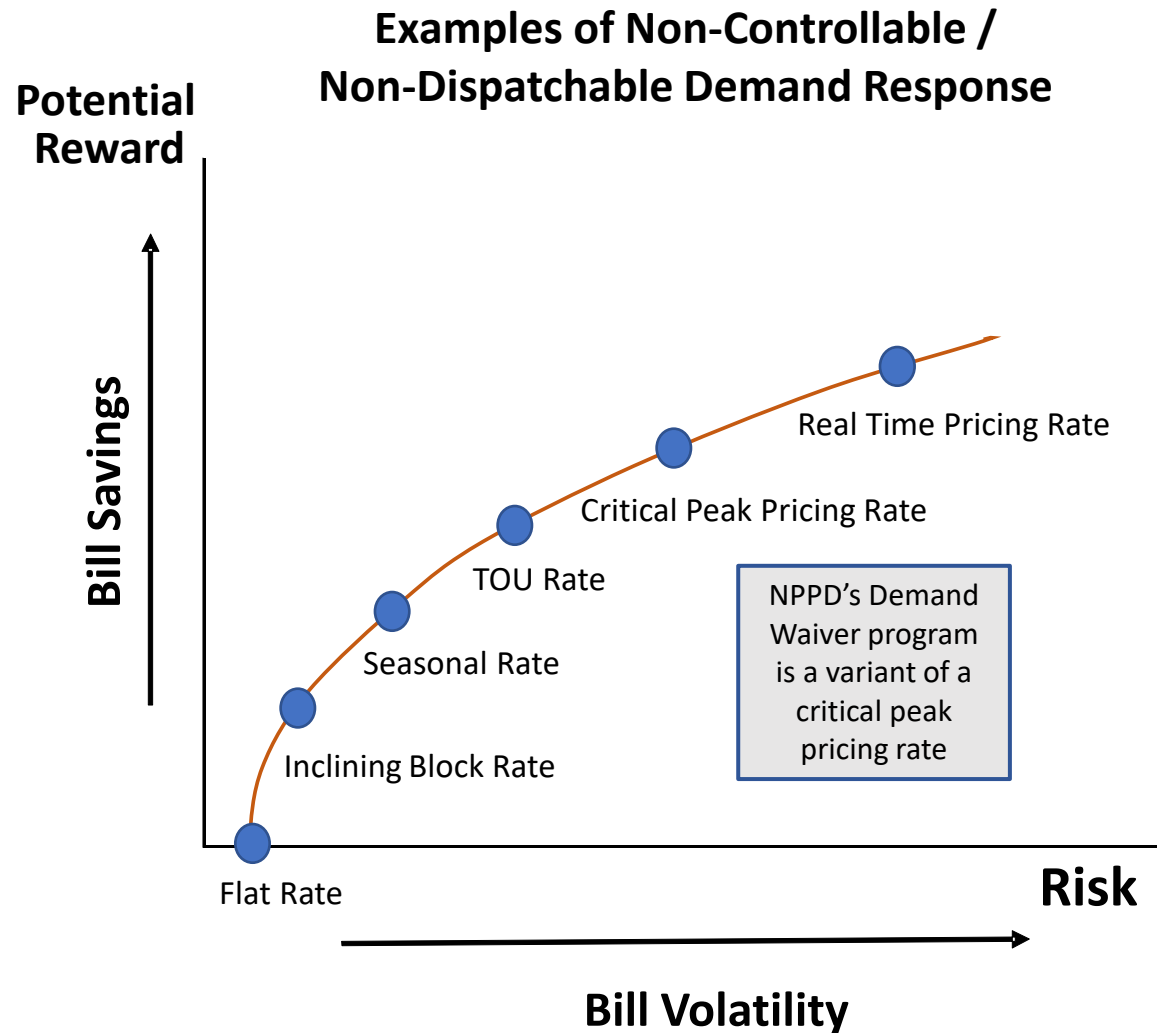 Examples of Non-Controllable /
Non-Dispatchable Demand Response
Potential
Reward
Bill Savings
Real Time Pricing Rate
Critical Peak Pricing Rate
TOU Rate
NPPD’s Demand
Waiver program
is a variant of a
critical peak
pricing rate
Seasonal Rate
Inclining Block Rate
Flat Rate
Risk
Bill Volatility